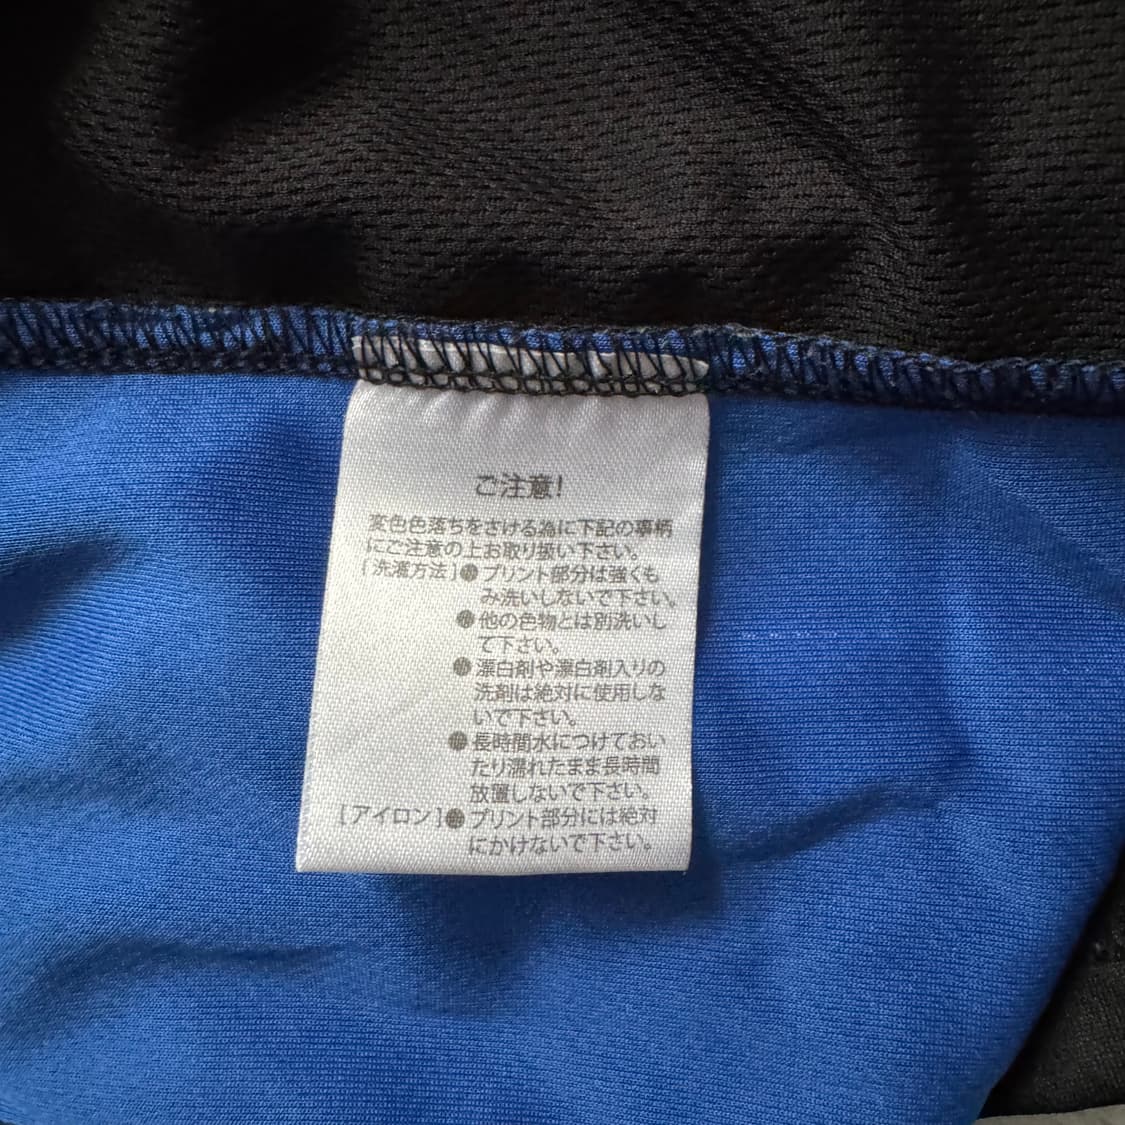 ご注意!
変色色落ちをさける為に下記の事柄
にご注意の上お取り扱い下さい。
[洗濯方法]●プリント部分は強くも
み洗いしないで下さい。
●他の色物とは別洗いし
て下さい。
●漂白剤や漂白剤入りの
洗剤は絶対に使用しな
いで下さい。
●長時間水につけておい
たり濡れたまま長時間
放置しないで下さい。
[アイロン]●プリント部分には絶対
にかけないで下さい。